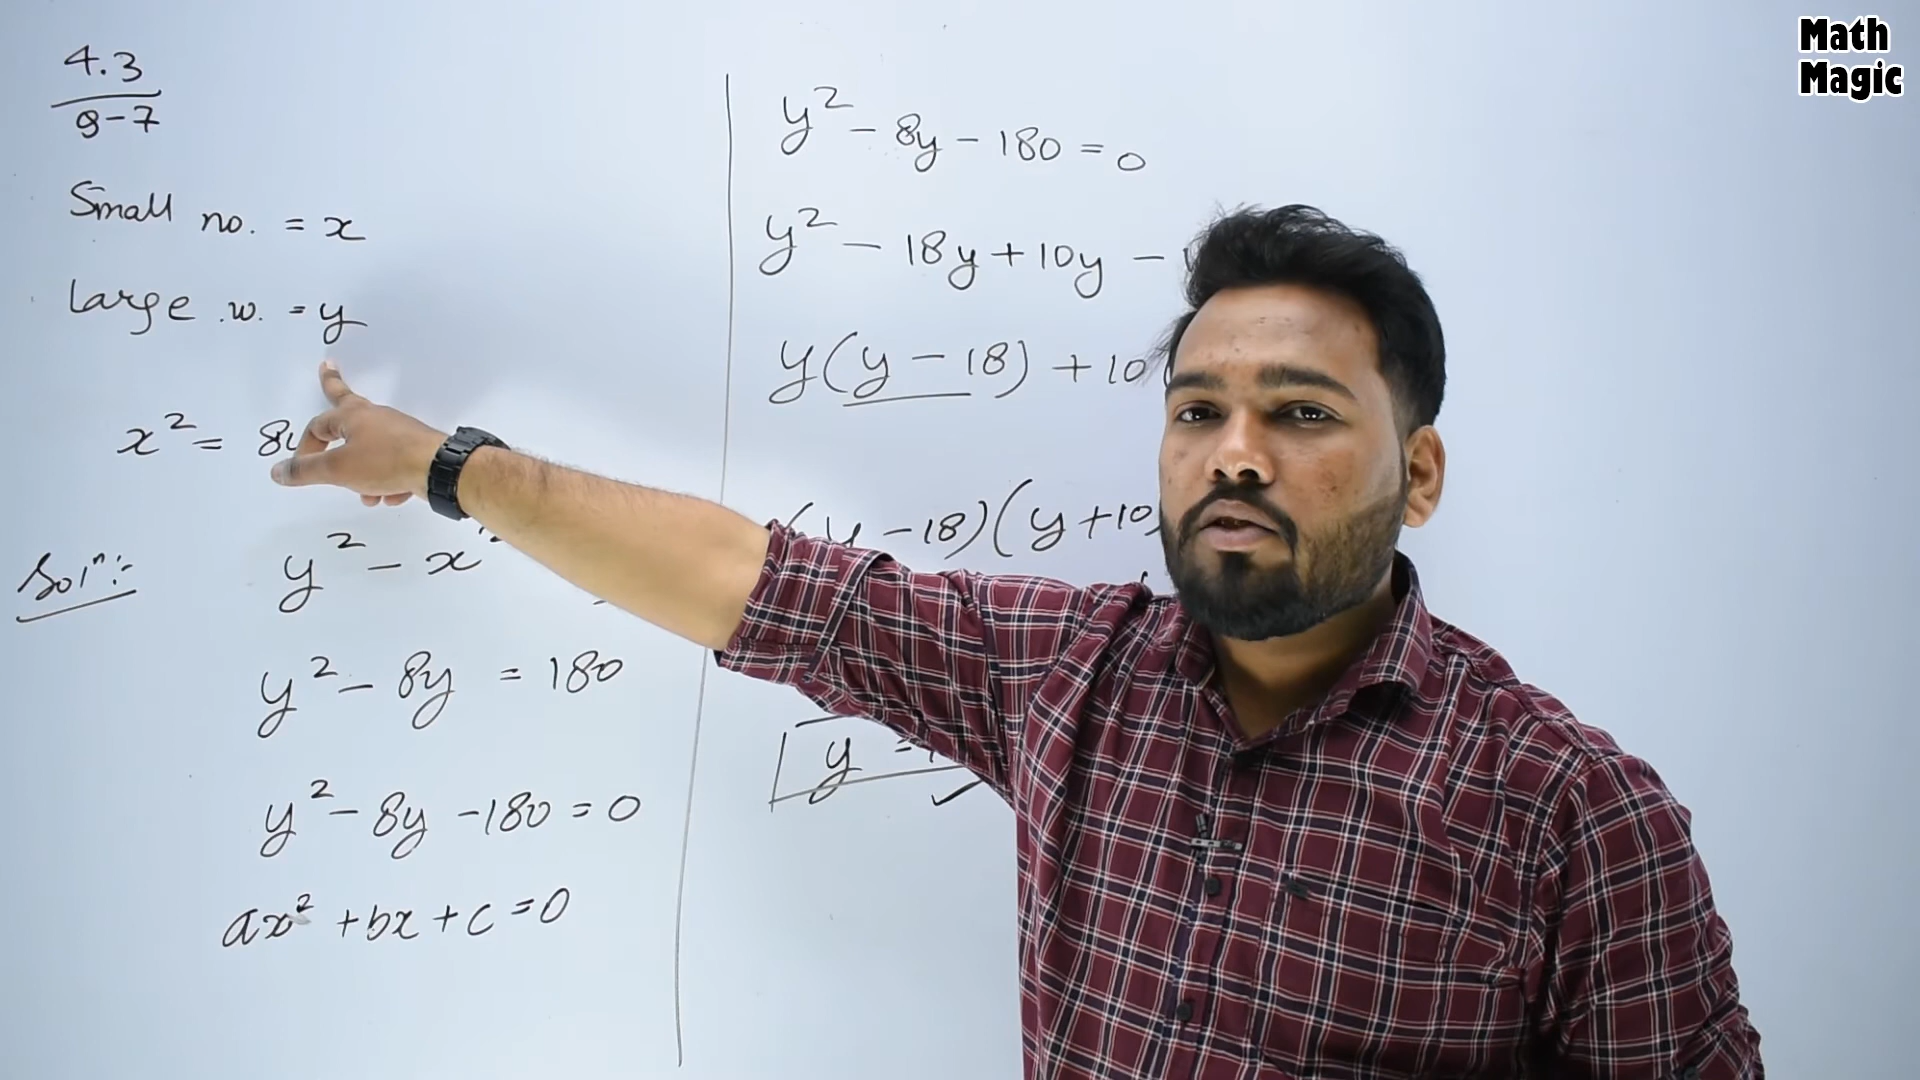 4.3
9-7
Small no. = x
large w. = y
x² = 8
Solⁿ:-
y² - x
y² - 8y = 180
y² - 8y - 180 = 0
ax² + bx + c = 0
y² - 8y - 180 = 0
y² - 18y + 10y -
y(y - 18) + 10
(y - 18)(y + 10)
y =
Math
Magic